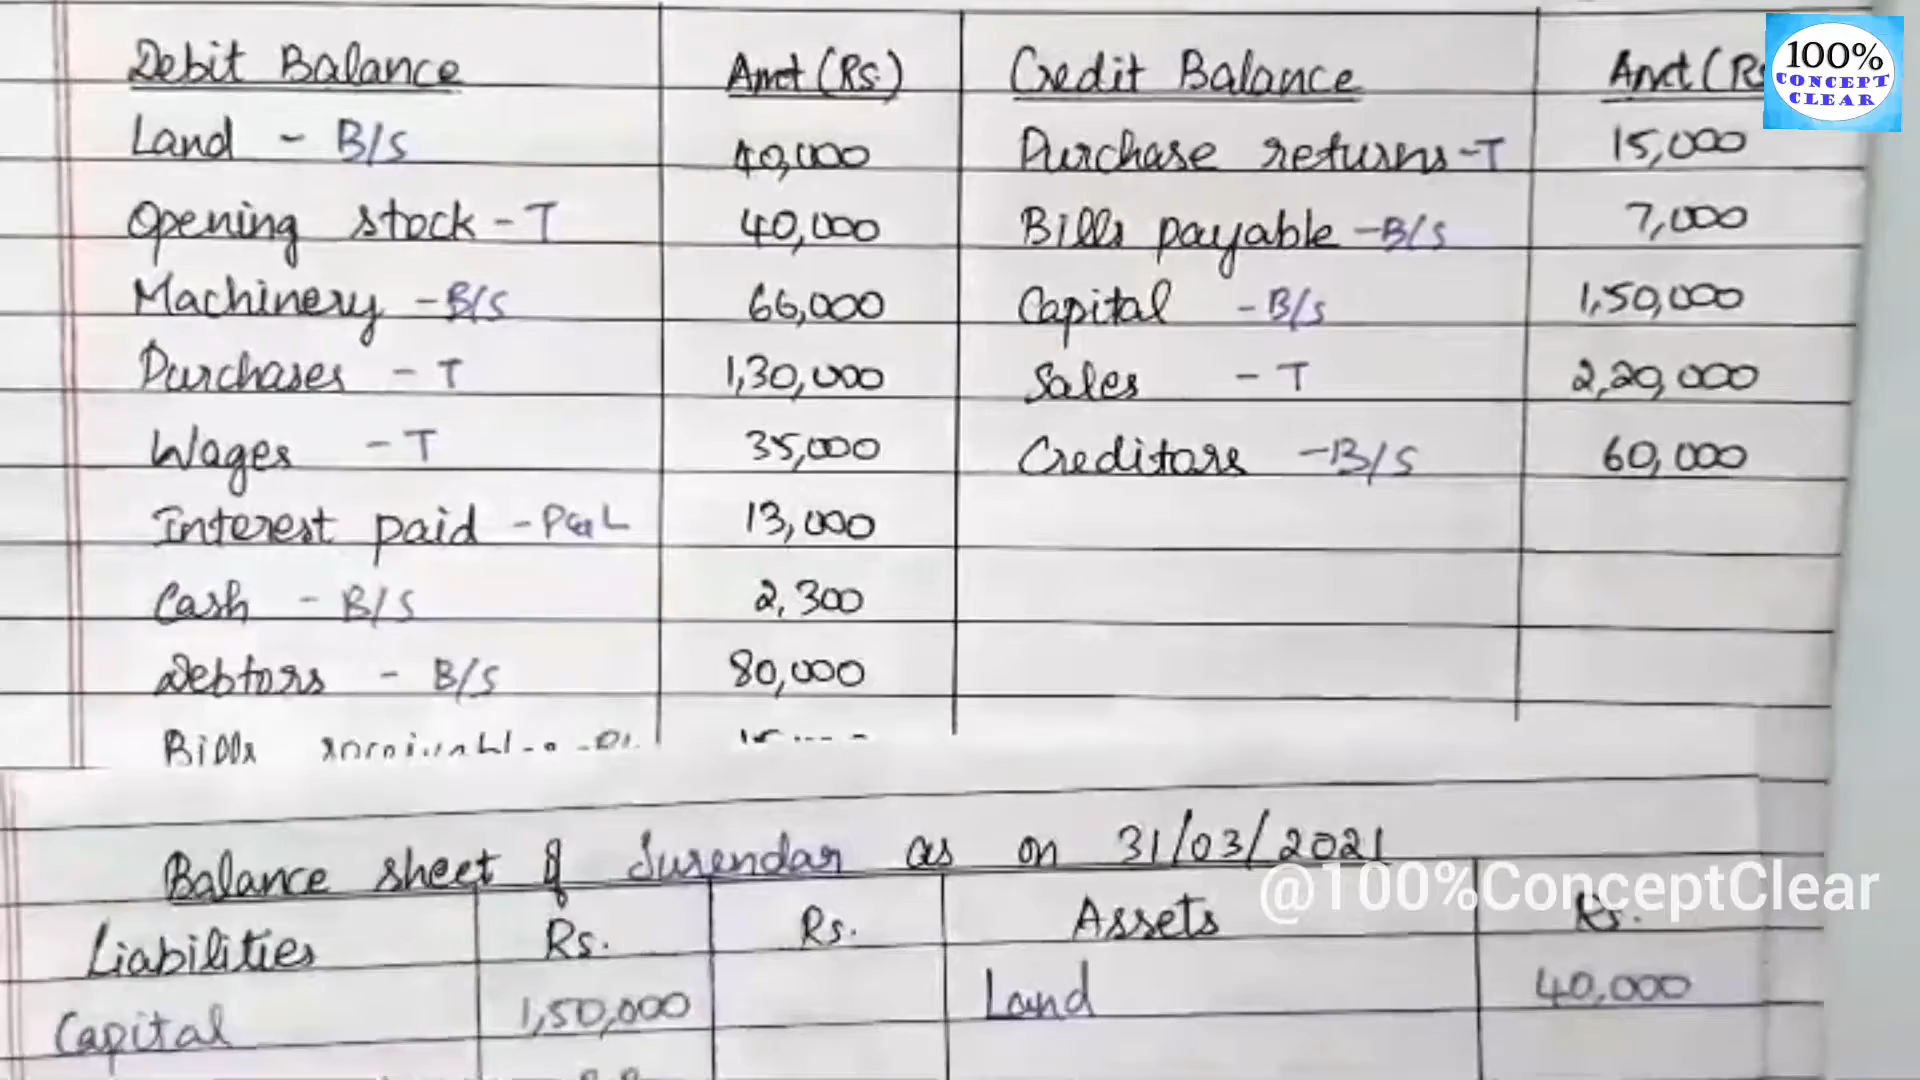 Debit Balance Amt (Rs.) Credit Balance Amt (Rs
Land - B/S 40,000 Purchase returns - T 15,000
Opening stock - T 40,000 Bills payable - B/S 7,000
Machinery - B/S 66,000 Capital - B/S 1,50,000
Purchases - T 1,30,000 Sales - T 2,20,000
Wages - T 35,000 Creditors - B/S 60,000
Interest paid - P&L 13,000
Cash - B/S 2,300
Debtors - B/S 80,000
Bills
Balance sheet of Surendar as on 31/03/2021
Liabilities Rs. Rs. Assets Rs.
Capital 1,50,000 Land 40,000
100%
CONCEPT
CLEAR
@100%ConceptClear